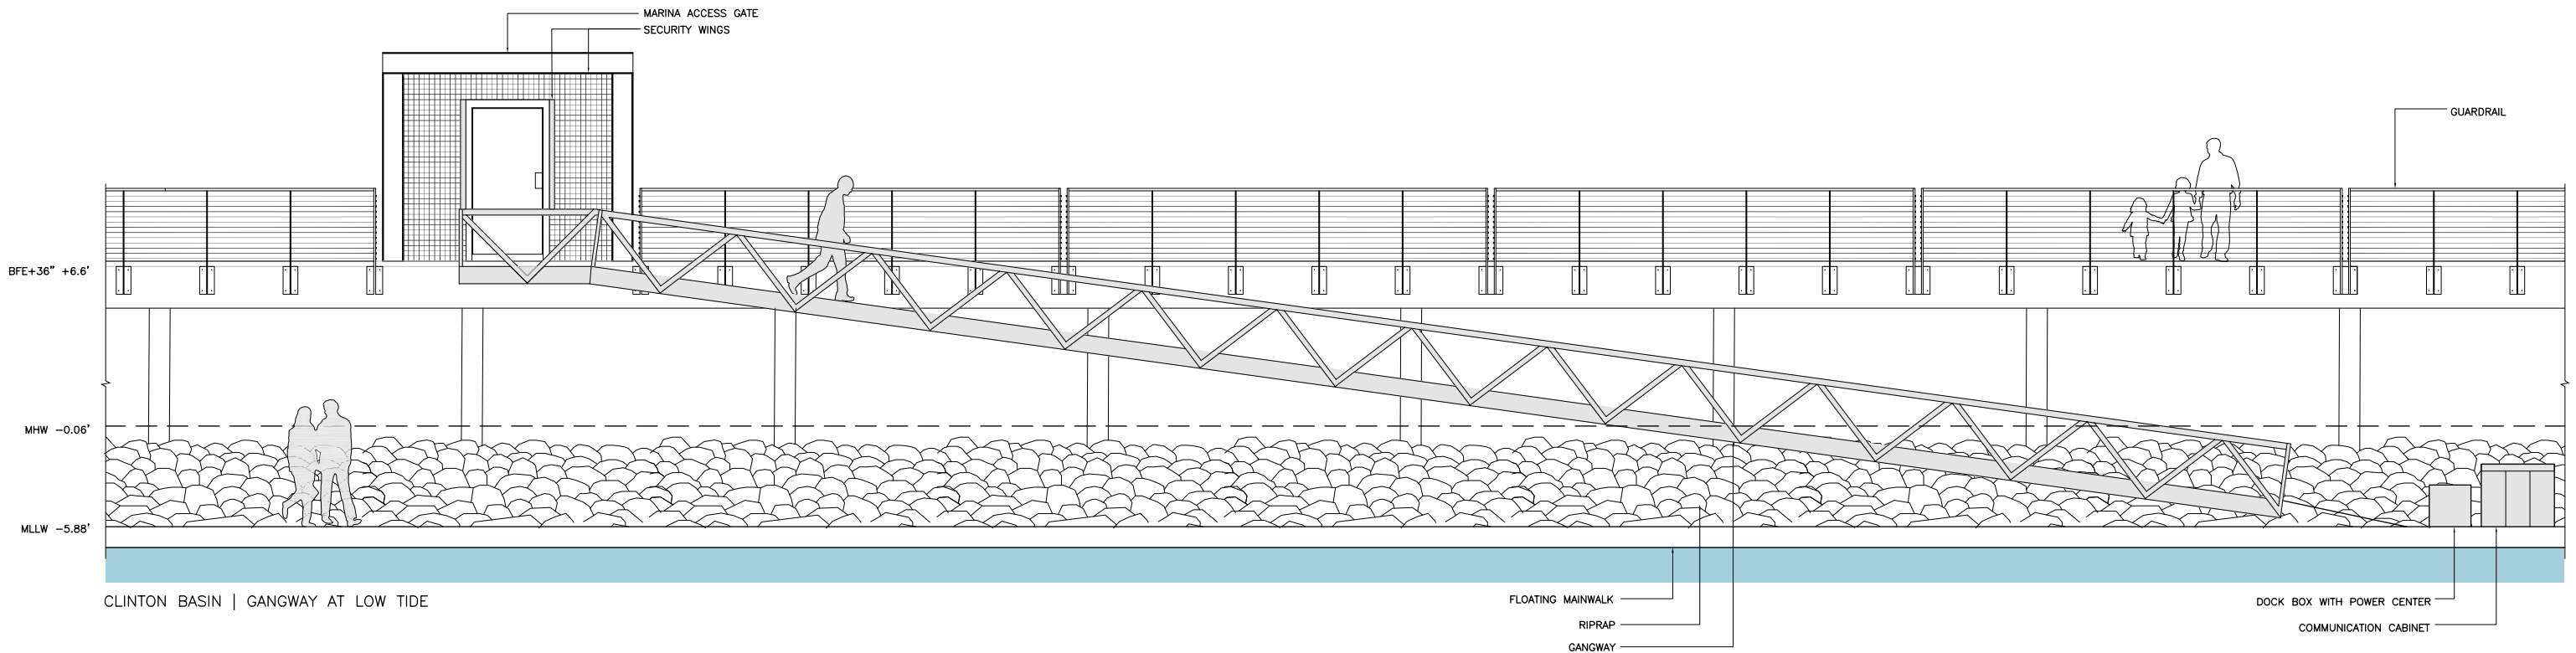 MARINA ACCESS GATE
SECURITY WINGS
GUARDRAIL
BFE+36" +6.6'
MHW -0.06'
MLLW -5.88'
CLINTON BASIN | GANGWAY AT LOW TIDE
FLOATING MAINWALK
RIPRAP
GANGWAY
DOCK BOX WITH POWER CENTER
COMMUNICATION CABINET